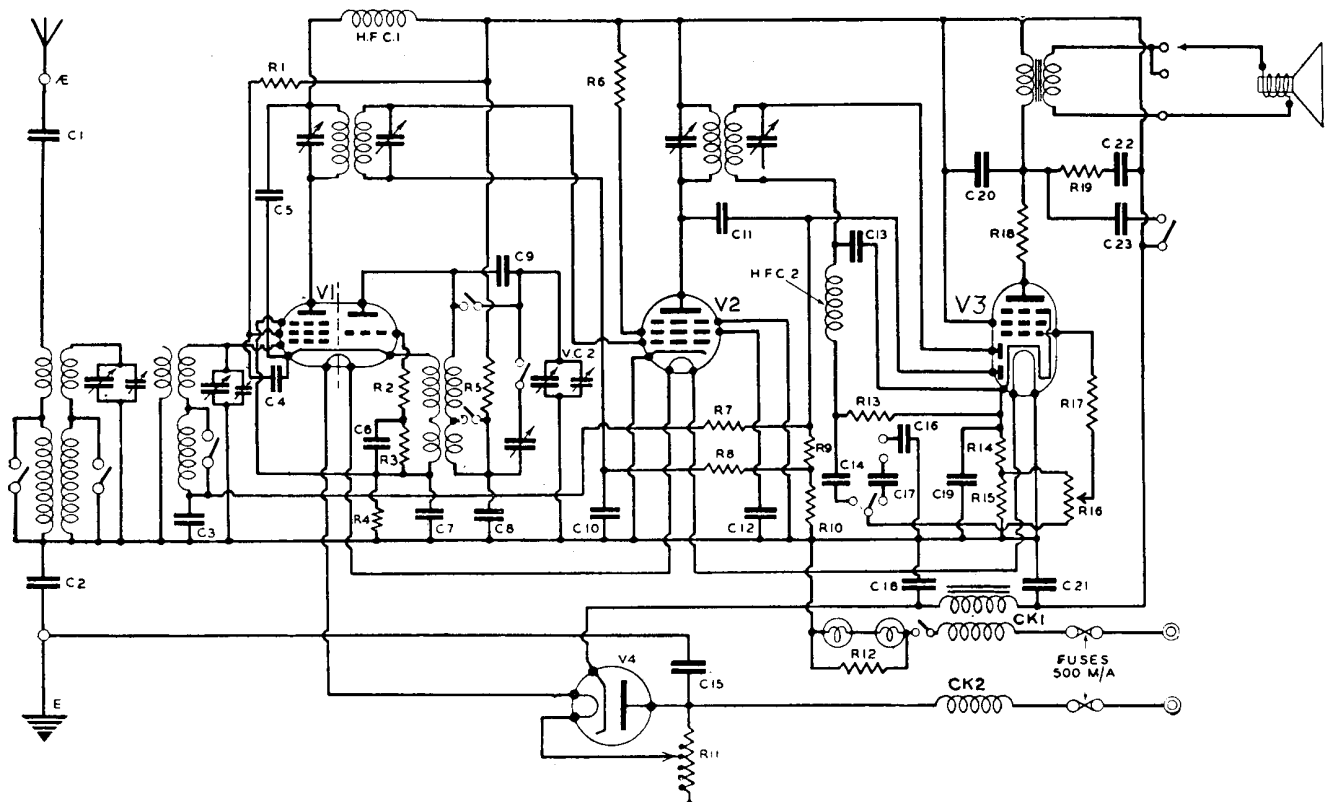 H.F.C.1
Æ
R1
R6
C1
C22
R19
C20
C5
C11
C13
R18
C23
C9
H.F.C.2
V1
V2
V3
V.C.2
R2
R5
C4
R13
R17
R7
C16
C6
R9
R14
R3
R8
C14
C17
C19
R15
R16
R4
C3
C7
C8
C10
C12
R10
C2
C18
C21
CK1
R12
FUSES
500 M/A
V4
C15
CK2
E
R11